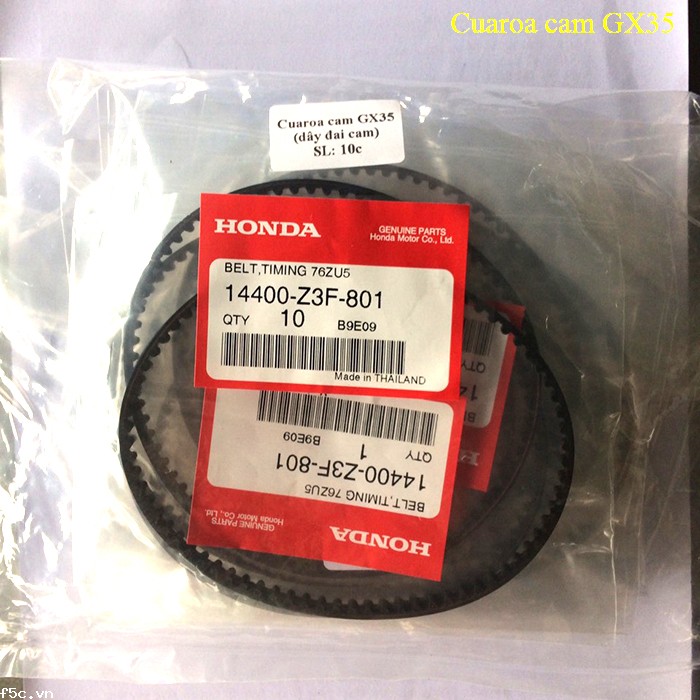 Cuaroa cam GX35
Cuaroa cam GX35
(dây đai cam)
SL: 10c
HONDA
GENUINE PARTS
Honda Motor Co., Ltd.
BELT,TIMING 76ZU5
14400-Z3F-801
QTY 10 B9E09
Made in THAILAND
HONDA
GENUINE PARTS
Honda Motor Co., Ltd.
BELT,TIMING 76ZU5
14400-Z3F-801
QTY 1 B9E09
QTY
14
f5c.vn